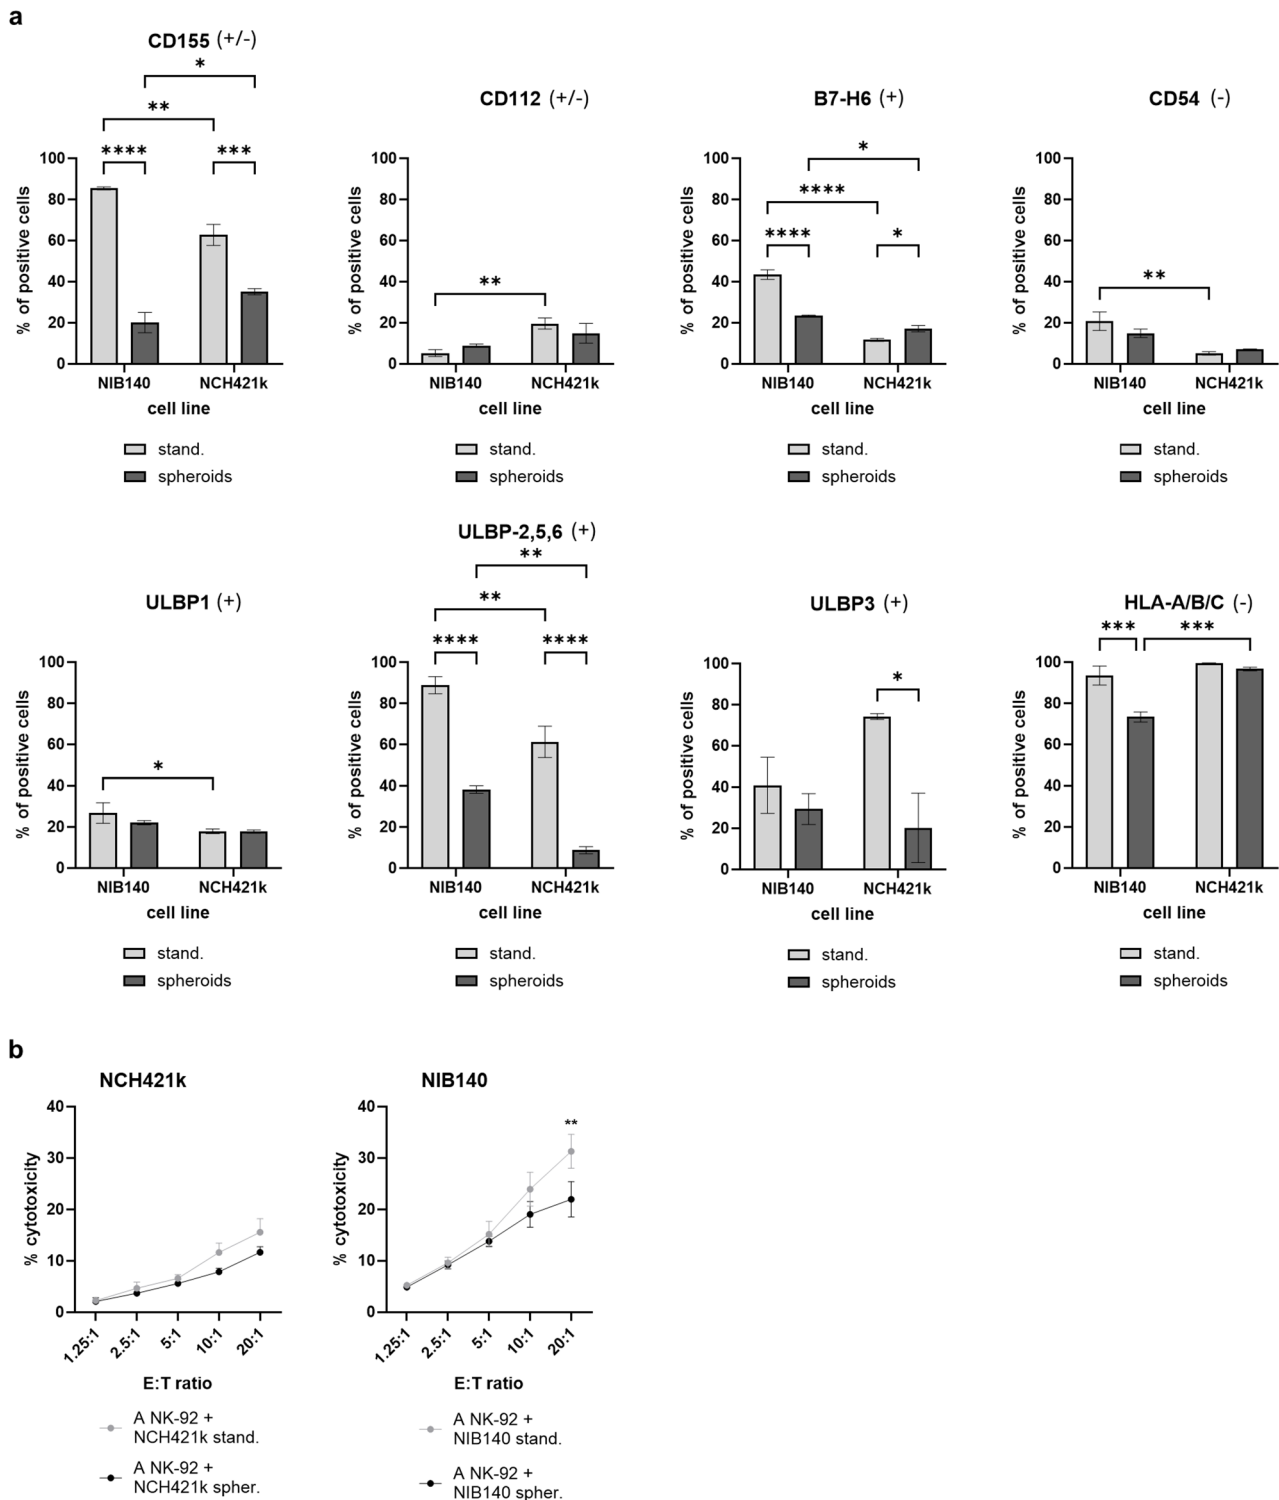 a
CD155 (+/-)
*
**
**** ***
100
80
60
40
20
0
% of positive cells
NIB140 NCH421k
cell line
stand.
spheroids
CD112 (+/-)
**
100
80
60
40
20
0
% of positive cells
NIB140 NCH421k
cell line
stand.
spheroids
B7-H6 (+)
*
****
**** *
100
80
60
40
20
0
% of positive cells
NIB140 NCH421k
cell line
stand.
spheroids
CD54 (-)
**
100
80
60
40
20
0
% of positive cells
NIB140 NCH421k
cell line
stand.
spheroids
ULBP1 (+)
*
100
80
60
40
20
0
% of positive cells
NIB140 NCH421k
cell line
stand.
spheroids
ULBP-2,5,6 (+)
**
**
**** ****
100
80
60
40
20
0
% of positive cells
NIB140 NCH421k
cell line
stand.
spheroids
ULBP3 (+)
*
100
80
60
40
20
0
% of positive cells
NIB140 NCH421k
cell line
stand.
spheroids
HLA-A/B/C (-)
*** ***
100
80
60
40
20
0
% of positive cells
NIB140 NCH421k
cell line
stand.
spheroids
b
NCH421k
40
30
20
10
0
% cytotoxicity
1.25:1 2.5:1 5:1 10:1 20:1
E:T ratio
A NK-92 +
NCH421k stand.
A NK-92 +
NCH421k spher.
NIB140
**
40
30
20
10
0
% cytotoxicity
1.25:1 2.5:1 5:1 10:1 20:1
E:T ratio
A NK-92 +
NIB140 stand.
A NK-92 +
NIB140 spher.